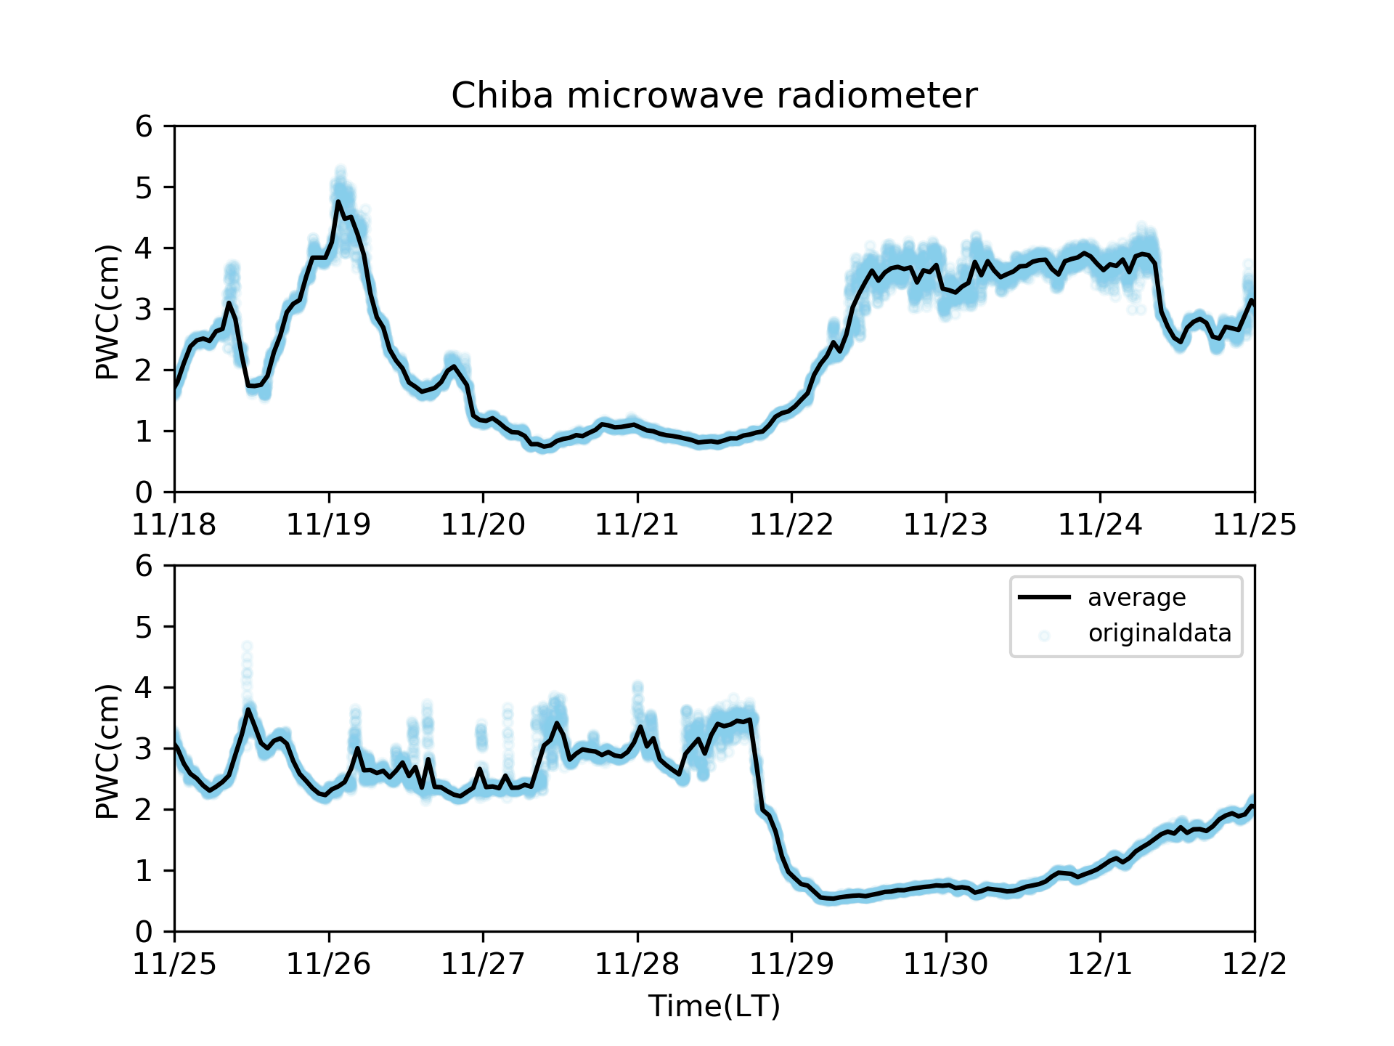 Chiba microwave radiometer
PWC(cm)
6
5
4
3
2
1
0
11/18 11/19 11/20 11/21 11/22 11/23 11/24 11/25
PWC(cm)
6
5
4
3
2
1
0
average
originaldata
11/25 11/26 11/27 11/28 11/29 11/30 12/1 12/2
Time(LT)